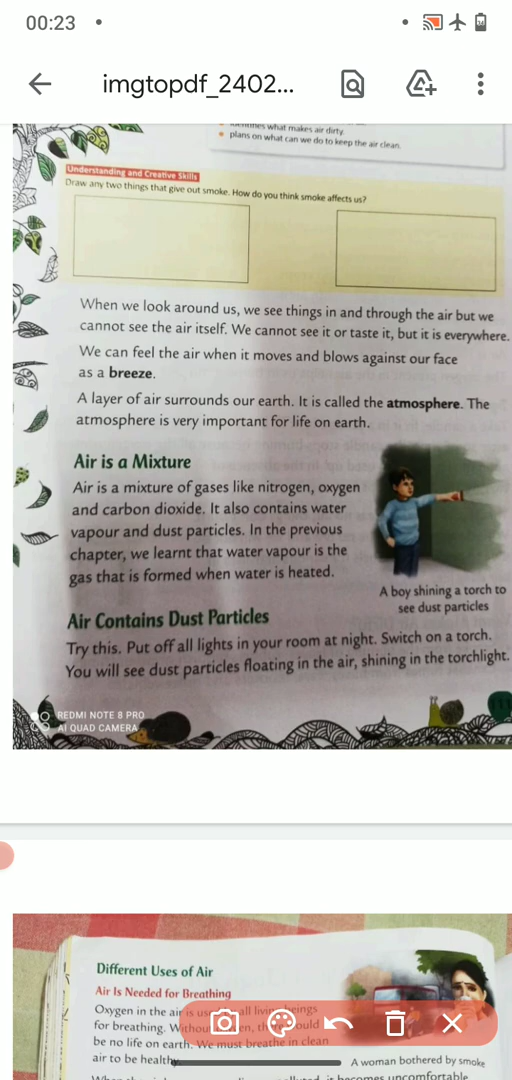 00:23
imgtopdf_2402...
identifies what makes air dirty.
plans on what can we do to keep the air clean.
Understanding and Creative Skills
Draw any two things that give out smoke. How do you think smoke affects us?
When we look around us, we see things in and through the air but we
cannot see the air itself. We cannot see it or taste it, but it is everywhere.
We can feel the air when it moves and blows against our face
as a breeze.
A layer of air surrounds our earth. It is called the atmosphere. The
atmosphere is very important for life on earth.
Air is a Mixture
Air is a mixture of gases like nitrogen, oxygen
and carbon dioxide. It also contains water
vapour and dust particles. In the previous
chapter, we learnt that water vapour is the
gas that is formed when water is heated.
A boy shining a torch to
see dust particles
Air Contains Dust Particles
Try this. Put off all lights in your room at night. Switch on a torch.
You will see dust particles floating in the air, shining in the torchlight.
REDMI NOTE 8 PRO
AI QUAD CAMERA
Different Uses of Air
Air Is Needed for Breathing
Oxygen in the air is all living beings
for breathing. Without
be no life on earth. We must breathe in clean
air to be healthy
A woman bothered by smoke
becomes uncomfortable